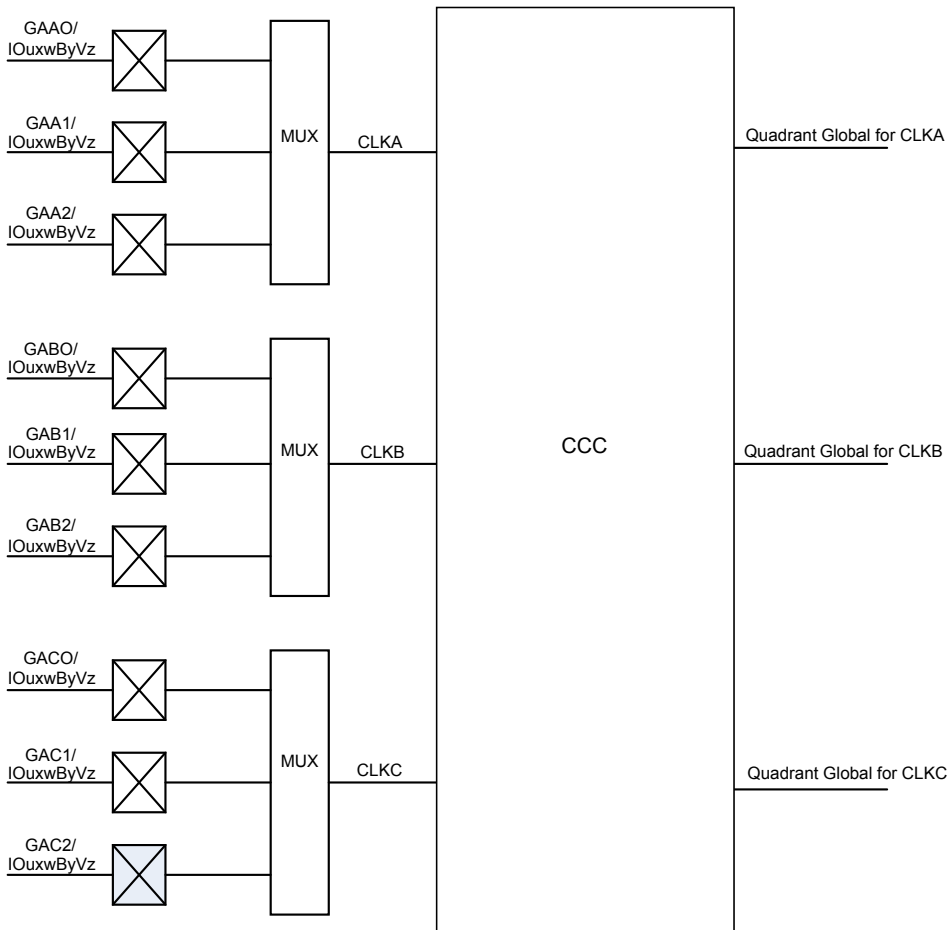 GAAO/
IOuxwByVz
GAA1/
IOuxwByVz
GAA2/
IOuxwByVz
MUX
CLKA
Quadrant Global for CLKA
GABO/
IOuxwByVz
GAB1/
IOuxwByVz
GAB2/
IOuxwByVz
MUX
CLKB
CCC
Quadrant Global for CLKB
GACO/
IOuxwByVz
GAC1/
IOuxwByVz
GAC2/
IOuxwByVz
MUX
CLKC
Quadrant Global for CLKC